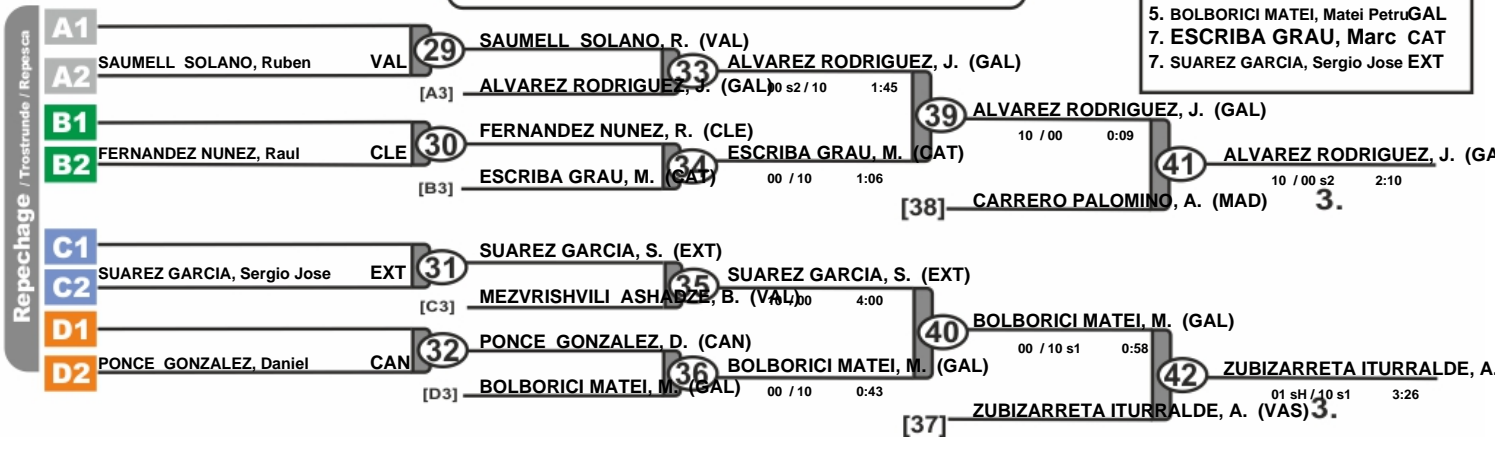 5. BOLBORICI MATEI, Matei Petru GAL
7. ESCRIBA GRAU, Marc CAT
7. SUAREZ GARCIA, Sergio Jose EXT
Repechage / Trostrunde / Repesca
A1
SAUMELL SOLANO, Ruben VAL
A2
B1
FERNANDEZ NUNEZ, Raul CLE
B2
C1
SUAREZ GARCIA, Sergio Jose EXT
C2
D1
PONCE GONZALEZ, Daniel CAN
D2
29
SAUMELL SOLANO, R. (VAL)
[A3] ALVAREZ RODRIGUEZ, J. (GAL)
30
FERNANDEZ NUNEZ, R. (CLE)
[B3] ESCRIBA GRAU, M. (CAT)
31
SUAREZ GARCIA, S. (EXT)
[C3] MEZVRISHVILI ASHADZE, B. (VAL)
32
PONCE GONZALEZ, D. (CAN)
[D3] BOLBORICI MATEI, M. (GAL)
33
ALVAREZ RODRIGUEZ, J. (GAL)
00 s2 / 10 1:45
34
ESCRIBA GRAU, M. (CAT)
00 / 10 1:06
35
SUAREZ GARCIA, S. (EXT)
10 / 00 4:00
36
BOLBORICI MATEI, M. (GAL)
00 / 10 0:43
39
ALVAREZ RODRIGUEZ, J. (GAL)
10 / 00 0:09
[38] CARRERO PALOMINO, A. (MAD)
40
BOLBORICI MATEI, M. (GAL)
00 / 10 s1 0:58
[37] ZUBIZARRETA ITURRALDE, A. (VAS)
41
ALVAREZ RODRIGUEZ, J. (GA
10 / 00 s2 2:10
3.
42
ZUBIZARRETA ITURRALDE, A.
01 sH / 10 s1 3:26
3.